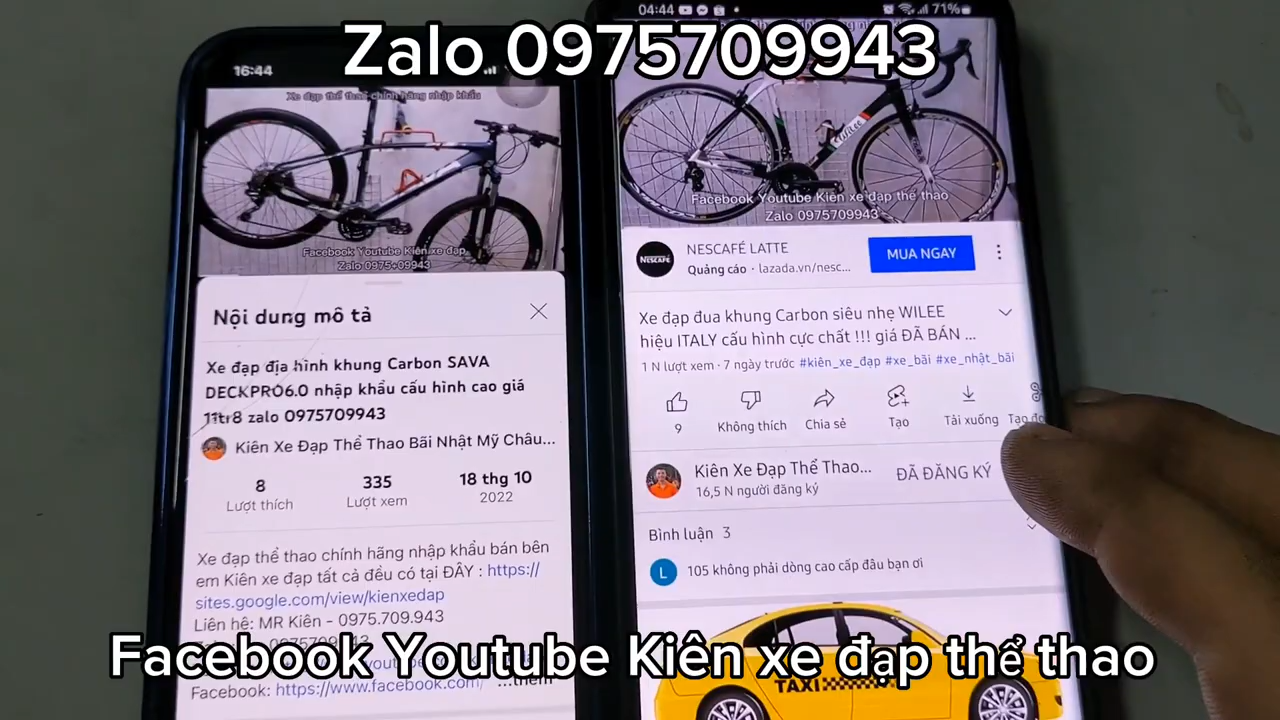 Zalo 0975709943
16:44
Xe đạp thể thao chính hãng nhập khẩu
Facebook Youtube Kiên xe đạp
Nội dung mô tả
Xe đạp địa hình khung Carbon SAVA
DECKPRO6.0 nhập khẩu cấu hình cao giá
11tr8 zalo 0975709943
Kiên Xe Đạp Thể Thao Bãi Nhật Mỹ Châu...
8
Lượt thích
335
Lượt xem
18 thg 10
2022
Xe đạp thể thao chính hãng nhập khẩu bán bên
em Kiên xe đạp tất cả đều có tại ĐÂY : https://
sites.google.com/view/kienxedap
Liên hệ: MR Kiên - 0975.709.943
Facebook: https://www.facebook.com/ ...thêm
04:44
71%
Wilier
Facebook Youtube Kiên xe đạp thể thao
Zalo 0975709943
NESCAFÉ
NESCAFÉ LATTE
Quảng cáo · lazada.vn/nesc...
MUA NGAY
Xe đạp đua khung Carbon siêu nhẹ WILEE
hiệu ITALY cấu hình cực chất !!! giá ĐÃ BÁN ...
1 N lượt xem · 7 ngày trước #kiên_xe_đạp #xe_bãi #xe_nhật_bãi
9
Không thích
Chia sẻ
Tạo
Tải xuống
Kiên Xe Đạp Thể Thao...
16,5 N người đăng ký
ĐÃ ĐĂNG KÝ
Bình luận 3
L
105 không phải dòng cao cấp đâu bạn ơi
TAXI
Facebook Youtube Kiên xe đạp thể thao